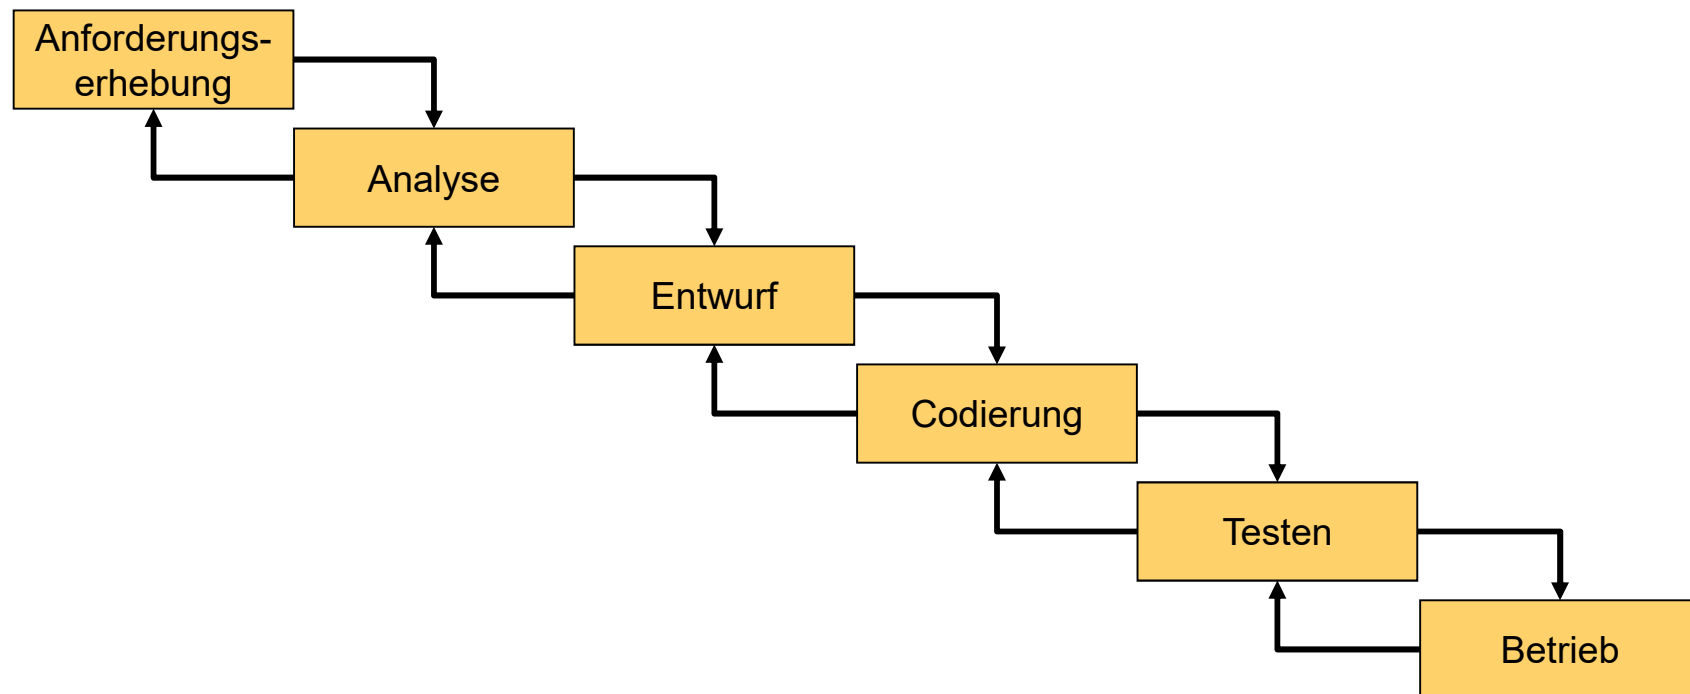 Anforderungs-
erhebung
Analyse
Entwurf
Codierung
Testen
Betrieb